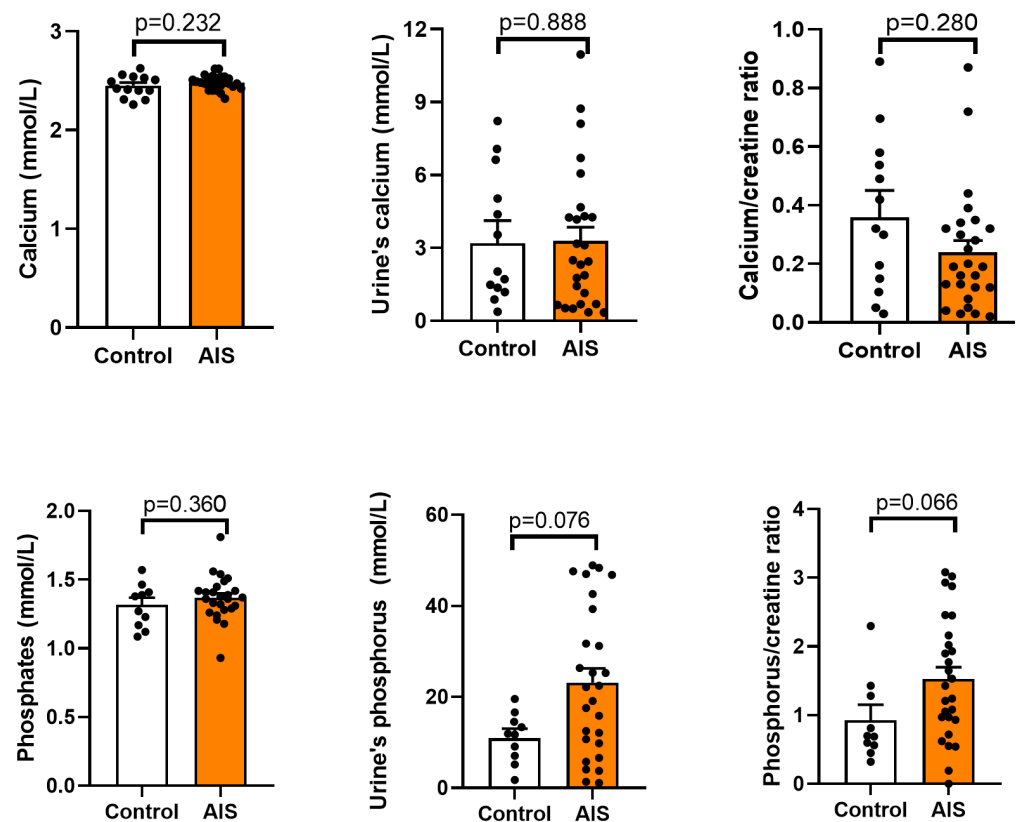 p=0.232
Calcium (mmol/L)
3
2
1
0
Control AIS
p=0.888
Urine's calcium (mmol/L)
12
9
6
3
0
Control AIS
p=0.280
Calcium/creatine ratio
1.0
0.8
0.6
0.4
0.2
0.0
Control AIS
p=0.360
Phosphates (mmol/L)
2.0
1.5
1.0
0.5
0.0
Control AIS
p=0.076
Urine's phosphorus (mmol/L)
60
40
20
0
Control AIS
p=0.066
Phosphorus/creatine ratio
4
3
2
1
0
Control AIS